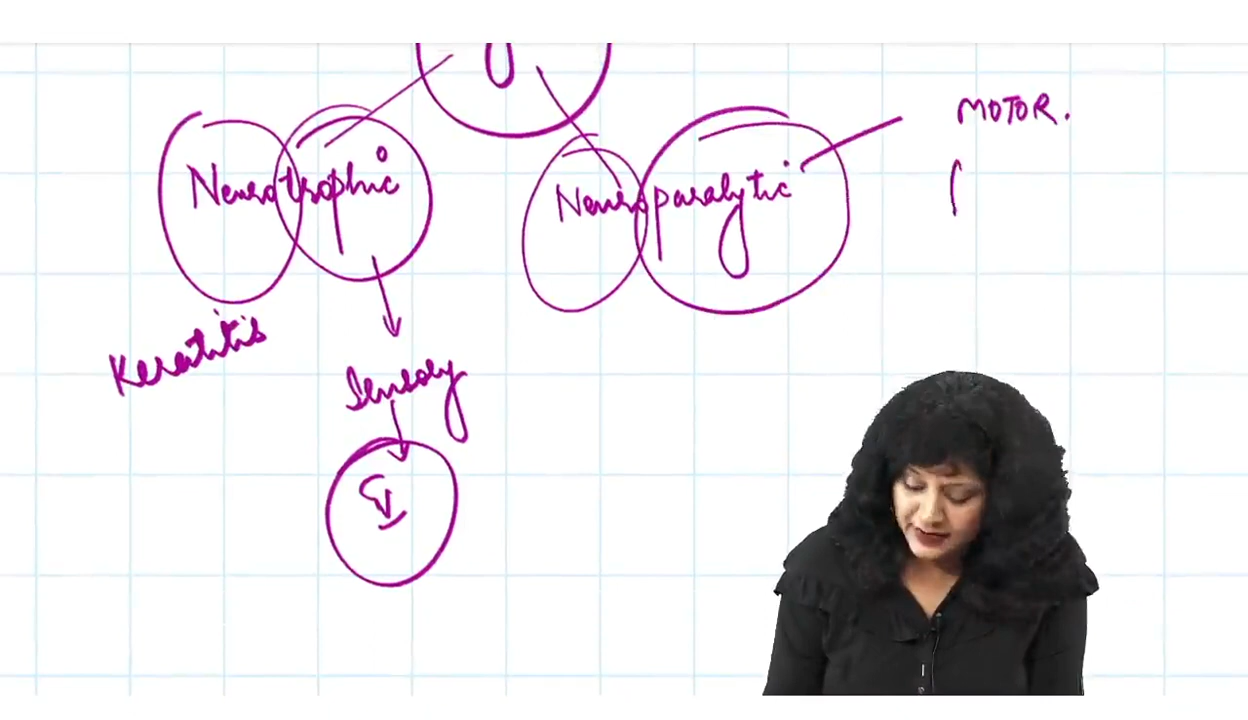 MOTOR.
Neurotrophic
Neuroparalytic
Keratitis
Sensory
V